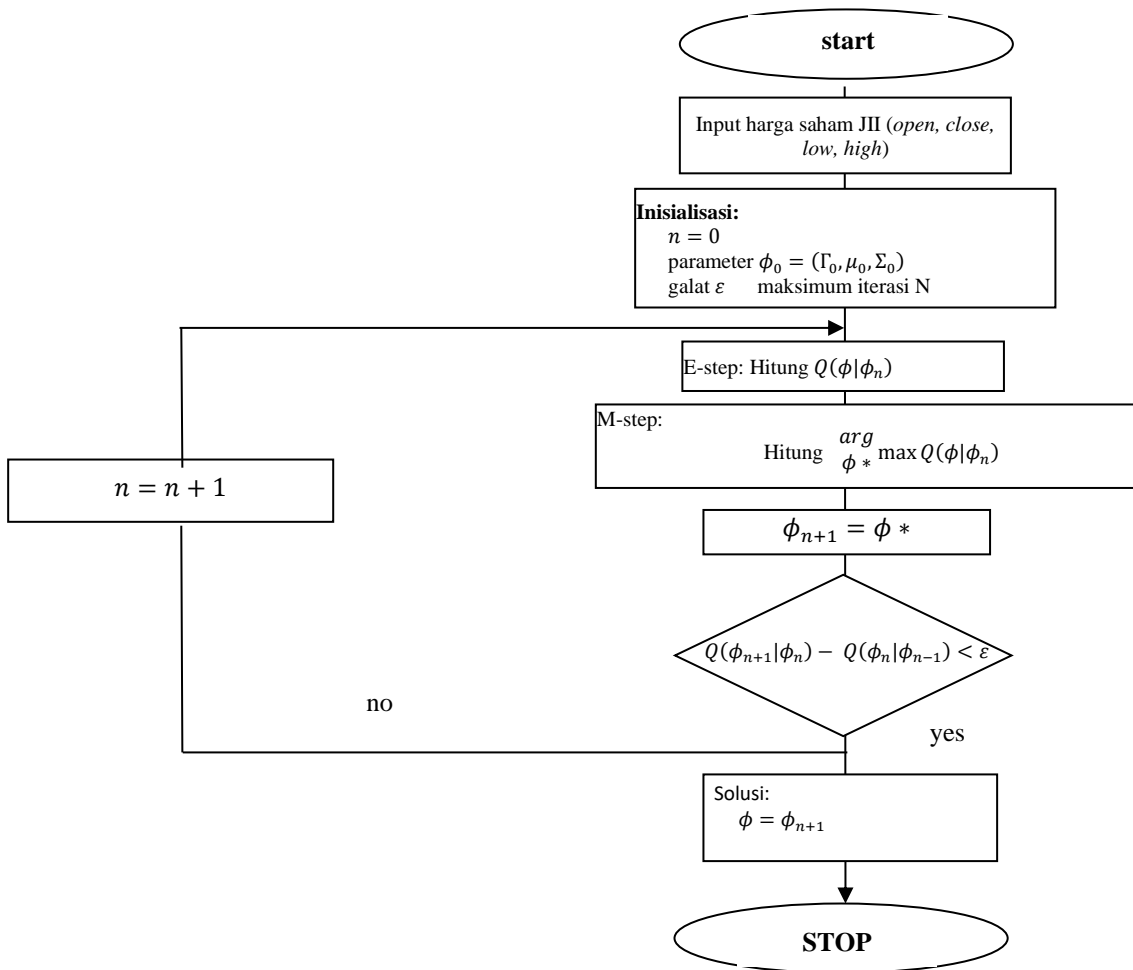 start
Input harga saham JII (open, close,
low, high)
Inisialisasi:
n = 0
parameter ϕ₀ = (Γ₀, μ₀, Σ₀)
galat ε maksimum iterasi N
E-step: Hitung Q(ϕ|ϕₙ)
M-step:
Hitung arg ϕ * max Q(ϕ|ϕₙ)
n = n + 1
ϕₙ₊₁ = ϕ *
Q(ϕₙ₊₁|ϕₙ) − Q(ϕₙ|ϕₙ₋₁) < ε
no
yes
Solusi:
ϕ = ϕₙ₊₁
STOP